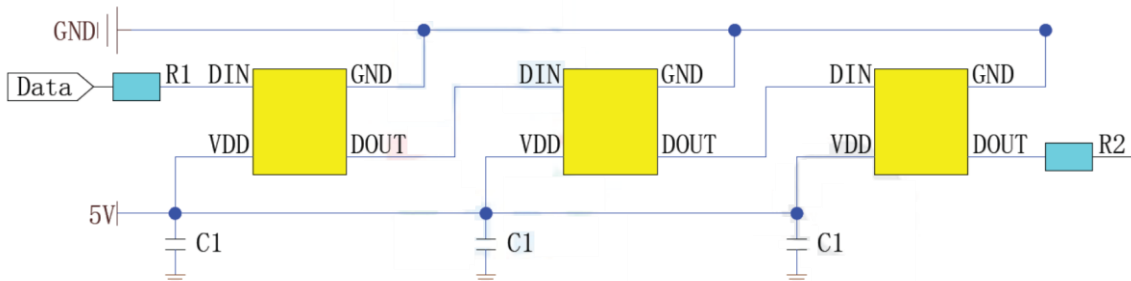 GND
Data R1 DIN GND DIN GND DIN GND
VDD DOUT VDD DOUT VDD DOUT R2
5V
C1 C1 C1